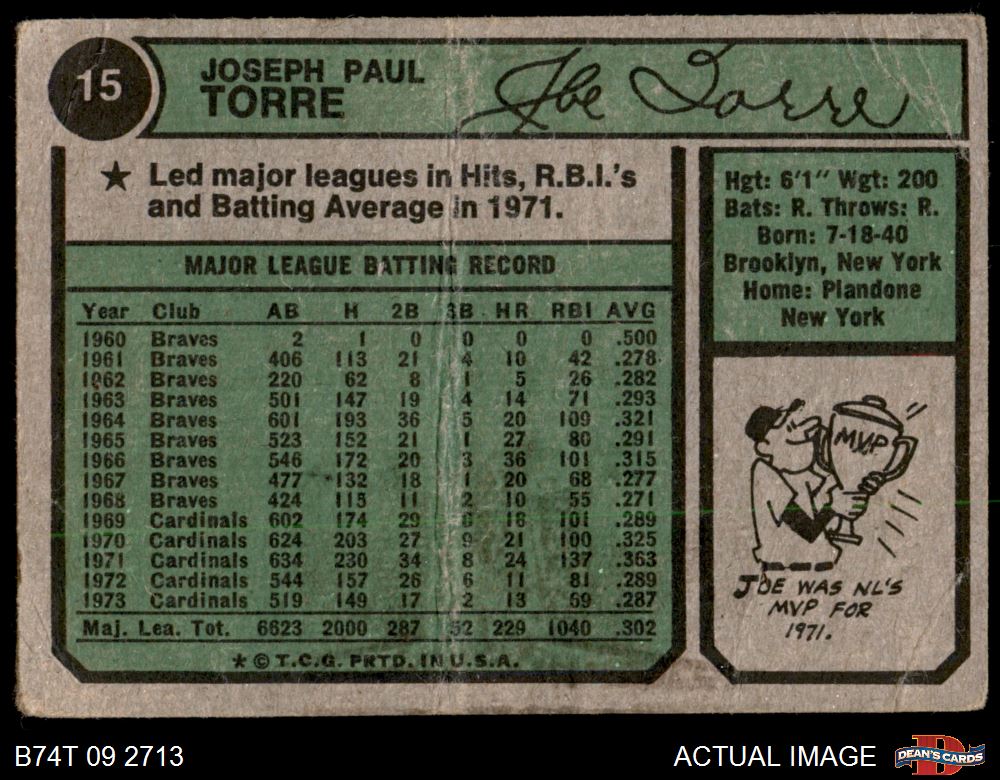 15
JOSEPH PAUL
TORRE
Joe Torre
★ Led major leagues in Hits, R.B.I.'s
and Batting Average in 1971.
MAJOR LEAGUE BATTING RECORD
Year Club AB H 2B 3B HR RBI AVG
1960 Braves 2 1 0 0 0 0 .500
1961 Braves 406 113 21 4 10 42 .278
1962 Braves 220 62 8 1 5 26 .282
1963 Braves 501 147 19 4 14 71 .293
1964 Braves 601 193 36 5 20 109 .321
1965 Braves 523 152 21 1 27 80 .291
1966 Braves 546 172 20 3 36 101 .315
1967 Braves 477 132 18 1 20 68 .277
1968 Braves 424 115 11 2 10 55 .271
1969 Cardinals 602 174 29 6 18 101 .289
1970 Cardinals 624 203 27 9 21 100 .325
1971 Cardinals 634 230 34 8 24 137 .363
1972 Cardinals 544 157 26 6 11 81 .289
1973 Cardinals 519 149 17 2 13 69 .287
Maj. Lea. Tot. 6623 2000 287 52 229 1040 .302
★ © T.C.G. PRTD. IN U.S.A.
Hgt: 6'1" Wgt: 200
Bats: R. Throws: R.
Born: 7-18-40
Brooklyn, New York
Home: Plandone
New York
MVP
JOE WAS NL'S
MVP FOR
1971.
B74T 09 2713
ACTUAL IMAGE
D
DEAN'S CARDS